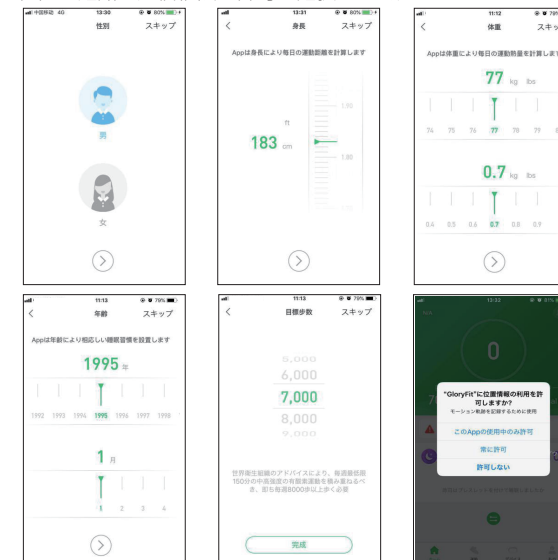 中国移动 4G 13:30 80%
性別 スキップ
男
女
13:31 80%
身長 スキップ
Appは身長により毎日の運動距離を計算します
ft
183 cm
1.80
11:12 79%
体重 スキッ
Appは体重により毎日の運動熱量を計算しま
77 kg lbs
74 75 76 77 78 79
0.7 kg lbs
0.4 0.5 0.6 0.7 0.8 0.9
11:13 79%
年齢 スキップ
Appは年齢により相応しい睡眠習慣を設置します
1995 年
1992 1993 1994 1995 1996 1997 1998
1 月
1 2 3 4
11:13 79%
目標歩数 スキップ
5,000
6,000
7,000
8,000
9,000
世界衛生組織のアドバイスにより、毎週最低限
150分の中高強度の有酸素運動を積み重ねるべ
き、即ち毎週8000歩以上歩く必要
完成
13:33
0
"GloryFit"に位置情報の利用を許
可しますか?
モーション軌跡を記録するために使用
このAppの使用中のみ許可
常に許可
許可しない